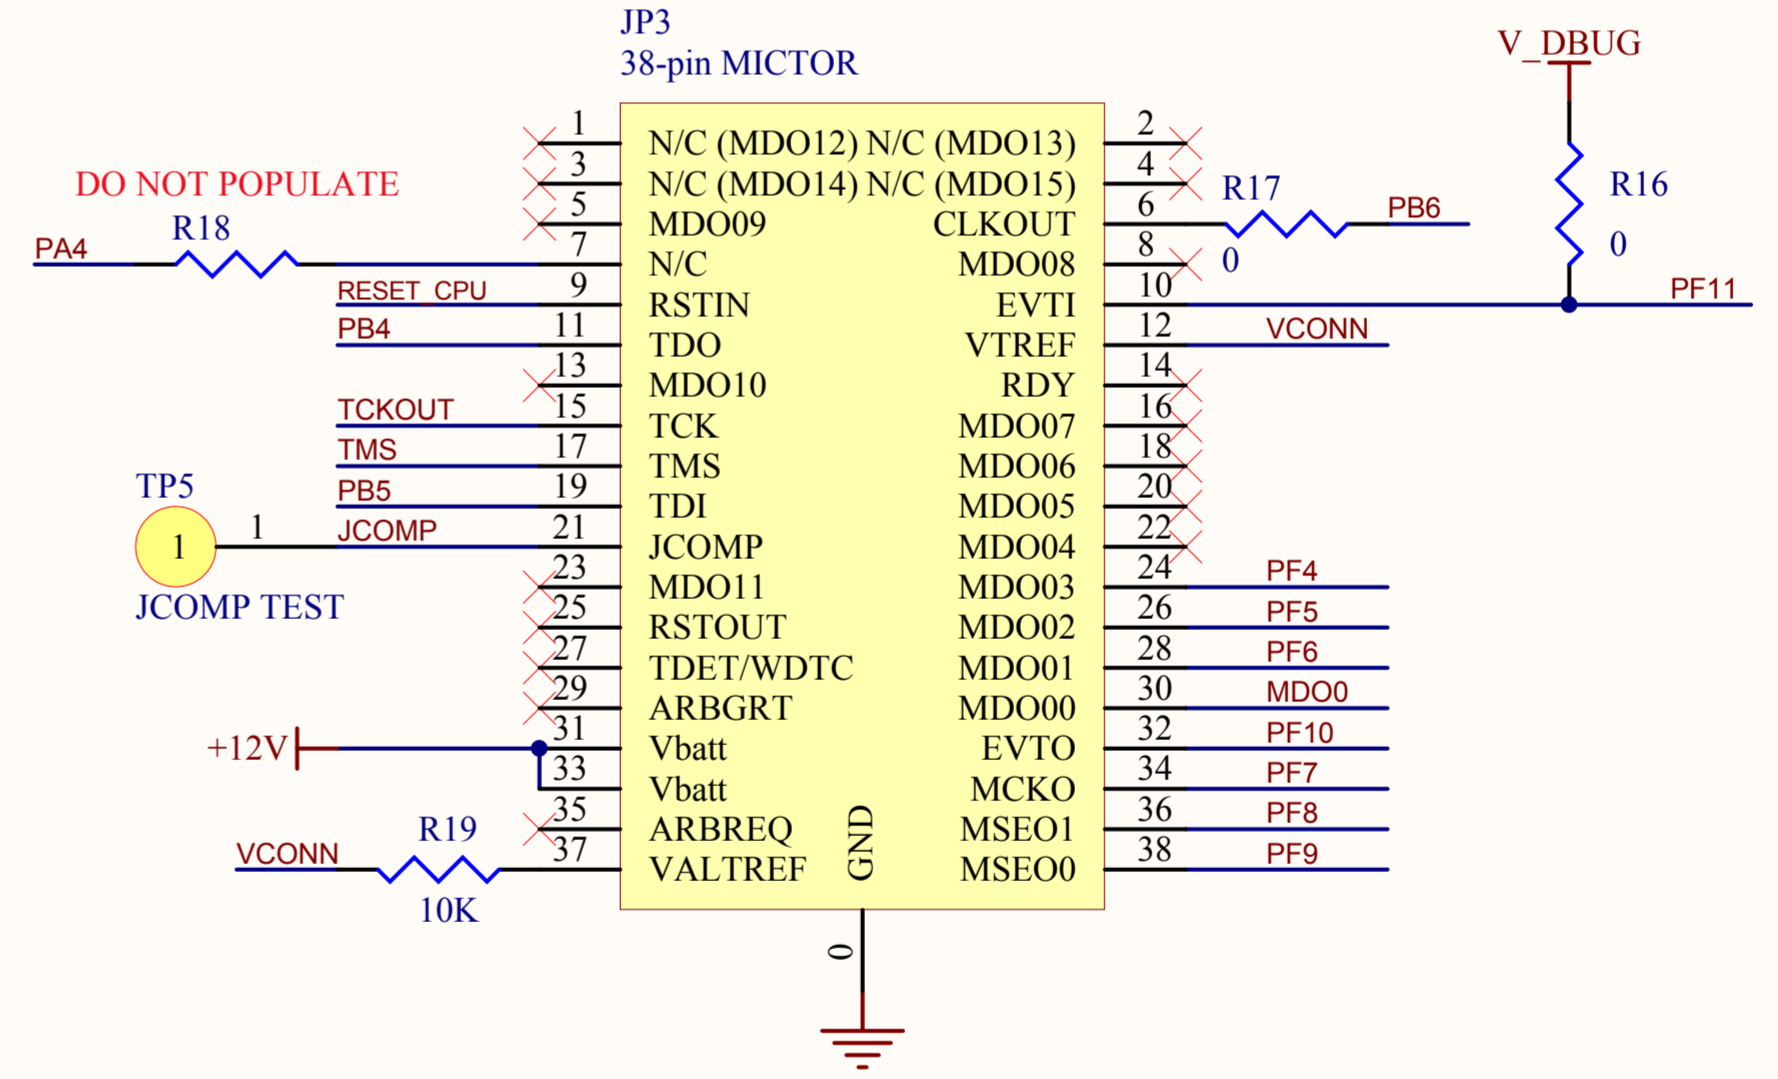 JP3
38-pin MICTOR
V_DBUG
1 N/C (MDO12) N/C (MDO13) 2
DO NOT POPULATE
3 N/C (MDO14) N/C (MDO15) 4
R18
5 MDO09 CLKOUT 6 R17 PB6
0
R16
0
PA4 7 N/C MDO08 8
RESET_CPU 9 RSTIN EVTI 10 PF11
PB4 11 TDO VTREF 12 VCONN
13 MDO10 RDY 14
TCKOUT 15 TCK MDO07 16
TMS 17 TMS MDO06 18
TP5
PB5 19 TDI MDO05 20
1 1 JCOMP 21 JCOMP MDO04 22
JCOMP TEST
23 MDO11 MDO03 24 PF4
25 RSTOUT MDO02 26 PF5
27 TDET/WDTC MDO01 28 PF6
29 ARBGRT MDO00 30 MDO0
+12V 31 Vbatt EVTO 32 PF10
33 Vbatt MCKO 34 PF7
35 ARBREQ MSEO1 36 PF8
R19
VCONN 37 VALTREF MSEO0 38 PF9
10K
GND
0